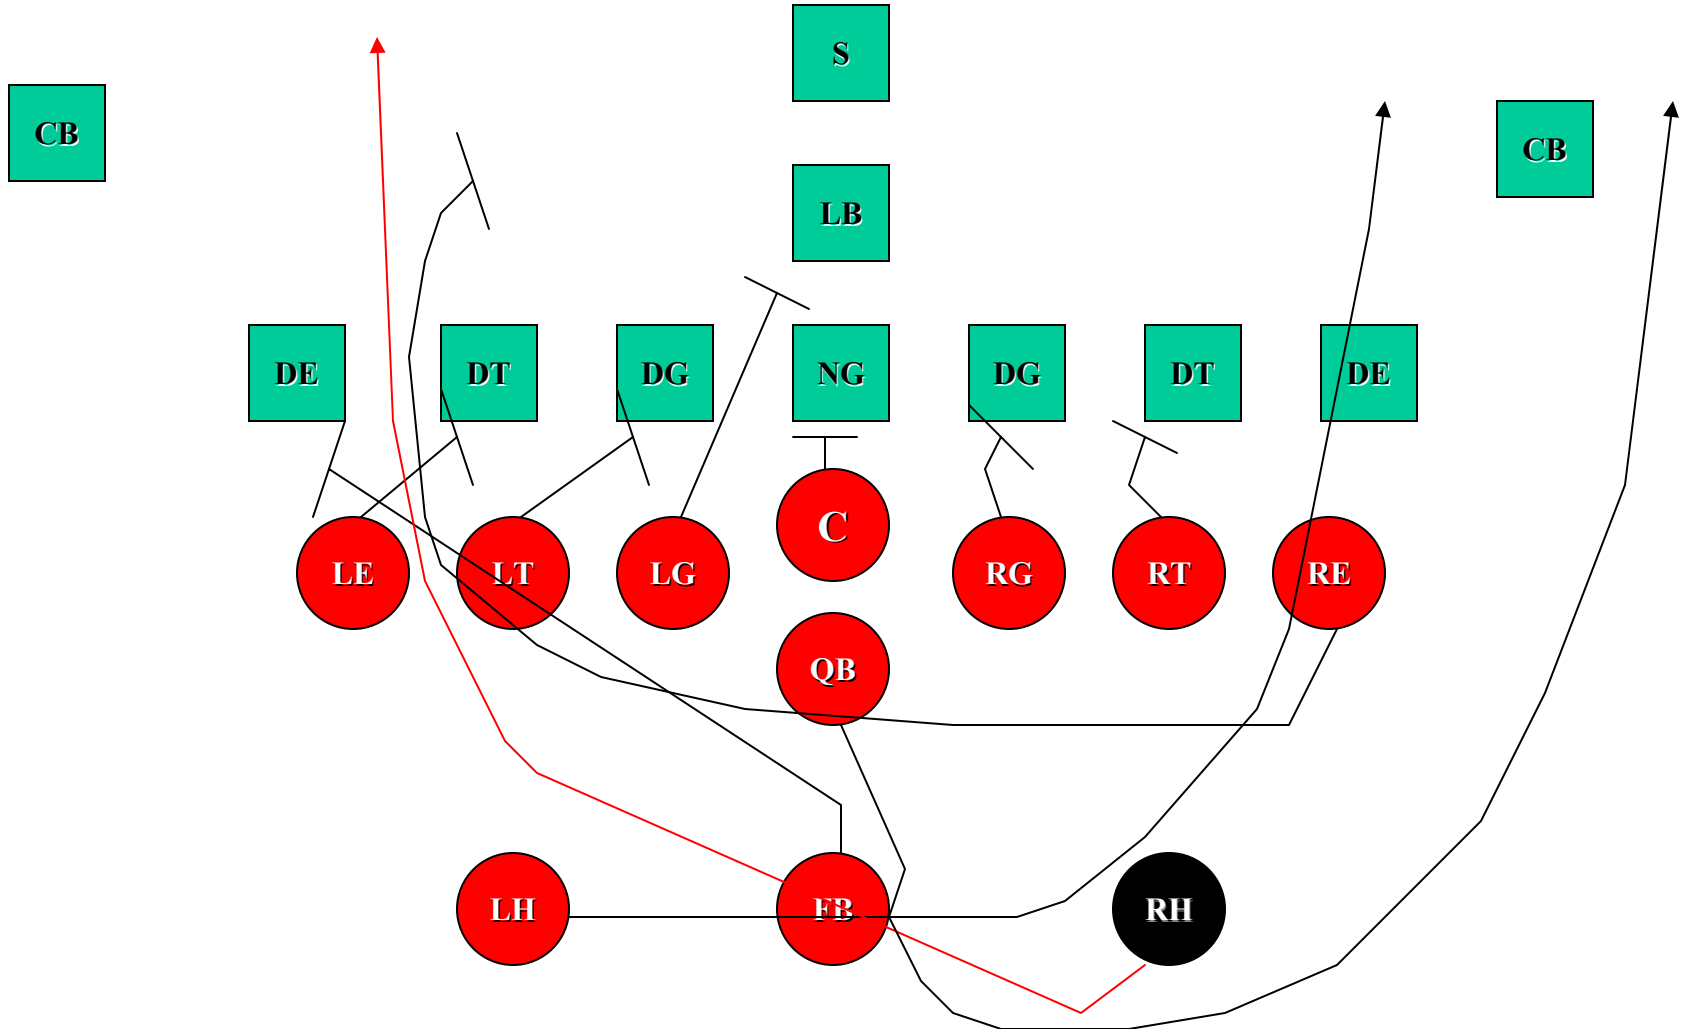 S
CB
CB
LB
DE
DT
DG
NG
DG
DT
DE
C
LE
LT
LG
RG
RT
RE
QB
LH
FB
RH